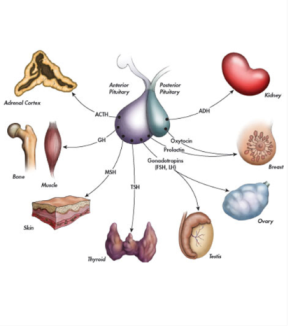 Anterior
Pituitary
Posterior
Pituitary
Adrenal Cortex
ACTH
ADH
Kidney
GH
Oxytocin
Prolactin
Gonadotropins
(FSH, LH)
Breast
Bone
Muscle
MSH
TSH
Ovary
Skin
Thyroid
Testis